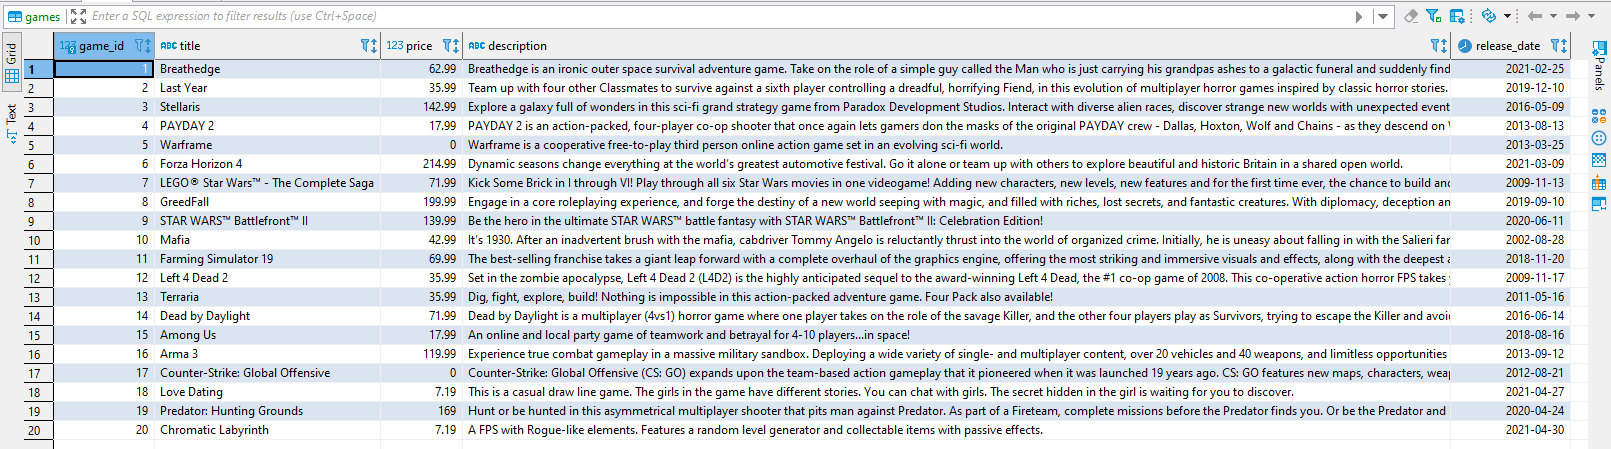 games Enter a SQL expression to filter results (use Ctrl+Space)
Grid
Text
Panels
123 game_id ABC title 123 price ABC description release_date
1 1 Breathedge 62.99 Breathedge is an ironic outer space survival adventure game. Take on the role of a simple guy called the Man who is just carrying his grandpas ashes to a galactic funeral and suddenly find 2021-02-25
2 2 Last Year 35.99 Team up with four other Classmates to survive against a sixth player controlling a dreadful, horrifying Fiend, in this evolution of multiplayer horror games inspired by classic horror stories. 2019-12-10
3 3 Stellaris 142.99 Explore a galaxy full of wonders in this sci-fi grand strategy game from Paradox Development Studios. Interact with diverse alien races, discover strange new worlds with unexpected event 2016-05-09
4 4 PAYDAY 2 17.99 PAYDAY 2 is an action-packed, four-player co-op shooter that once again lets gamers don the masks of the original PAYDAY crew - Dallas, Hoxton, Wolf and Chains - as they descend on 2013-08-13
5 5 Warframe 0 Warframe is a cooperative free-to-play third person online action game set in an evolving sci-fi world. 2013-03-25
6 6 Forza Horizon 4 214.99 Dynamic seasons change everything at the world's greatest automotive festival. Go it alone or team up with others to explore beautiful and historic Britain in a shared open world. 2021-03-09
7 7 LEGO® Star Wars™ - The Complete Saga 71.99 Kick Some Brick in I through VI! Play through all six Star Wars movies in one videogame! Adding new characters, new levels, new features and for the first time ever, the chance to build and 2009-11-13
8 8 GreedFall 199.99 Engage in a core roleplaying experience, and forge the destiny of a new world seeping with magic, and filled with riches, lost secrets, and fantastic creatures. With diplomacy, deception an 2019-09-10
9 9 STAR WARS™ Battlefront™ II 139.99 Be the hero in the ultimate STAR WARS™ battle fantasy with STAR WARS™ Battlefront™ II: Celebration Edition! 2020-06-11
10 10 Mafia 42.99 It's 1930. After an inadvertent brush with the mafia, cabdriver Tommy Angelo is reluctantly thrust into the world of organized crime. Initially, he is uneasy about falling in with the Salieri far 2002-08-28
11 11 Farming Simulator 19 69.99 The best-selling franchise takes a giant leap forward with a complete overhaul of the graphics engine, offering the most striking and immersive visuals and effects, along with the deepest a 2018-11-20
12 12 Left 4 Dead 2 35.99 Set in the zombie apocalypse, Left 4 Dead 2 (L4D2) is the highly anticipated sequel to the award-winning Left 4 Dead, the #1 co-op game of 2008. This co-operative action horror FPS takes 2009-11-17
13 13 Terraria 35.99 Dig, fight, explore, build! Nothing is impossible in this action-packed adventure game. Four Pack also available! 2011-05-16
14 14 Dead by Daylight 71.99 Dead by Daylight is a multiplayer (4vs1) horror game where one player takes on the role of the savage Killer, and the other four players play as Survivors, trying to escape the Killer and avoi 2016-06-14
15 15 Among Us 17.99 An online and local party game of teamwork and betrayal for 4-10 players...in space! 2018-08-16
16 16 Arma 3 119.99 Experience true combat gameplay in a massive military sandbox. Deploying a wide variety of single- and multiplayer content, over 20 vehicles and 40 weapons, and limitless opportunities 2013-09-12
17 17 Counter-Strike: Global Offensive 0 Counter-Strike: Global Offensive (CS: GO) expands upon the team-based action gameplay that it pioneered when it was launched 19 years ago. CS: GO features new maps, characters, wea 2012-08-21
18 18 Love Dating 7.19 This is a casual draw line game. The girls in the game have different stories. You can chat with girls. The secret hidden in the girl is waiting for you to discover. 2021-04-27
19 19 Predator: Hunting Grounds 169 Hunt or be hunted in this asymmetrical multiplayer shooter that pits man against Predator. As part of a Fireteam, complete missions before the Predator finds you. Or be the Predator and 2020-04-24
20 20 Chromatic Labyrinth 7.19 A FPS with Rogue-like elements. Features a random level generator and collectable items with passive effects. 2021-04-30